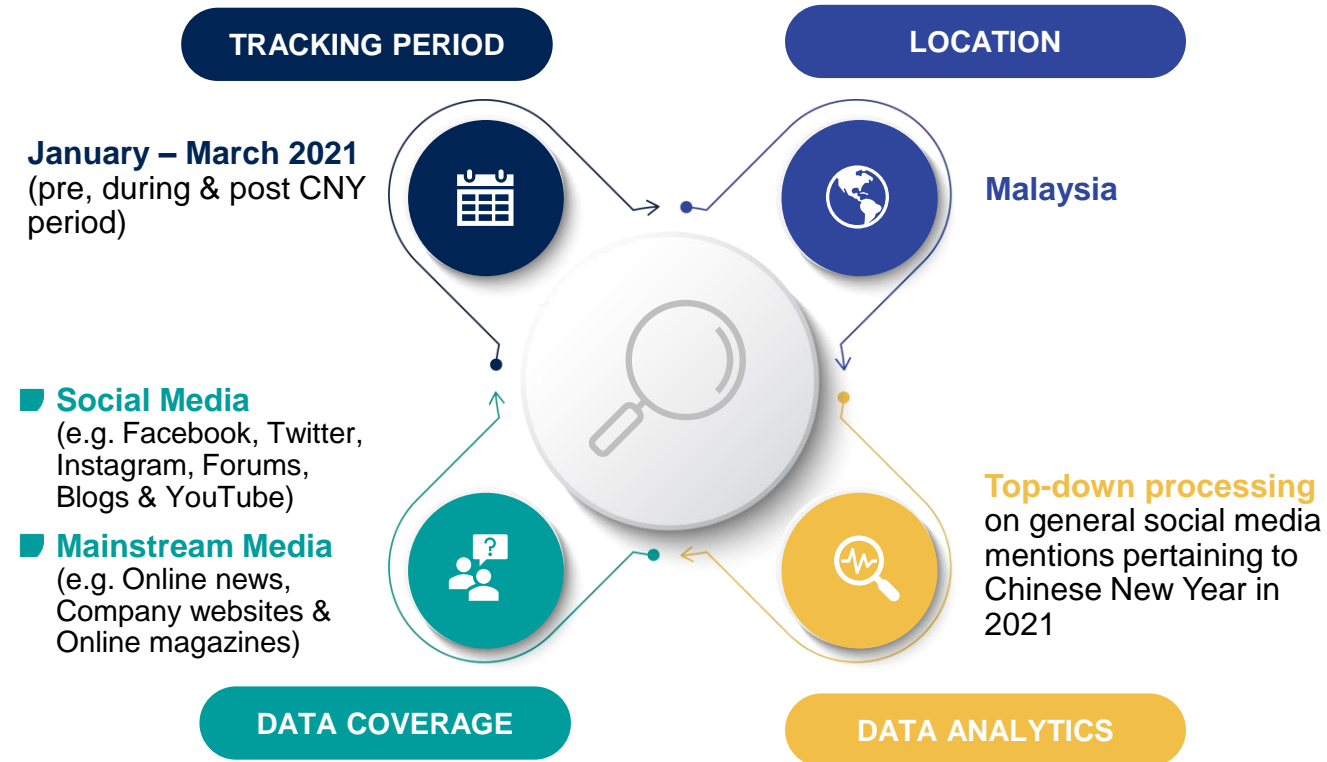 TRACKING PERIOD
January – March 2021
(pre, during & post CNY
period)
LOCATION
Malaysia
Social Media
(e.g. Facebook, Twitter,
Instagram, Forums,
Blogs & YouTube)
Mainstream Media
(e.g. Online news,
Company websites &
Online magazines)
DATA COVERAGE
?
Top-down processing
on general social media
mentions pertaining to
Chinese New Year in
2021
DATA ANALYTICS